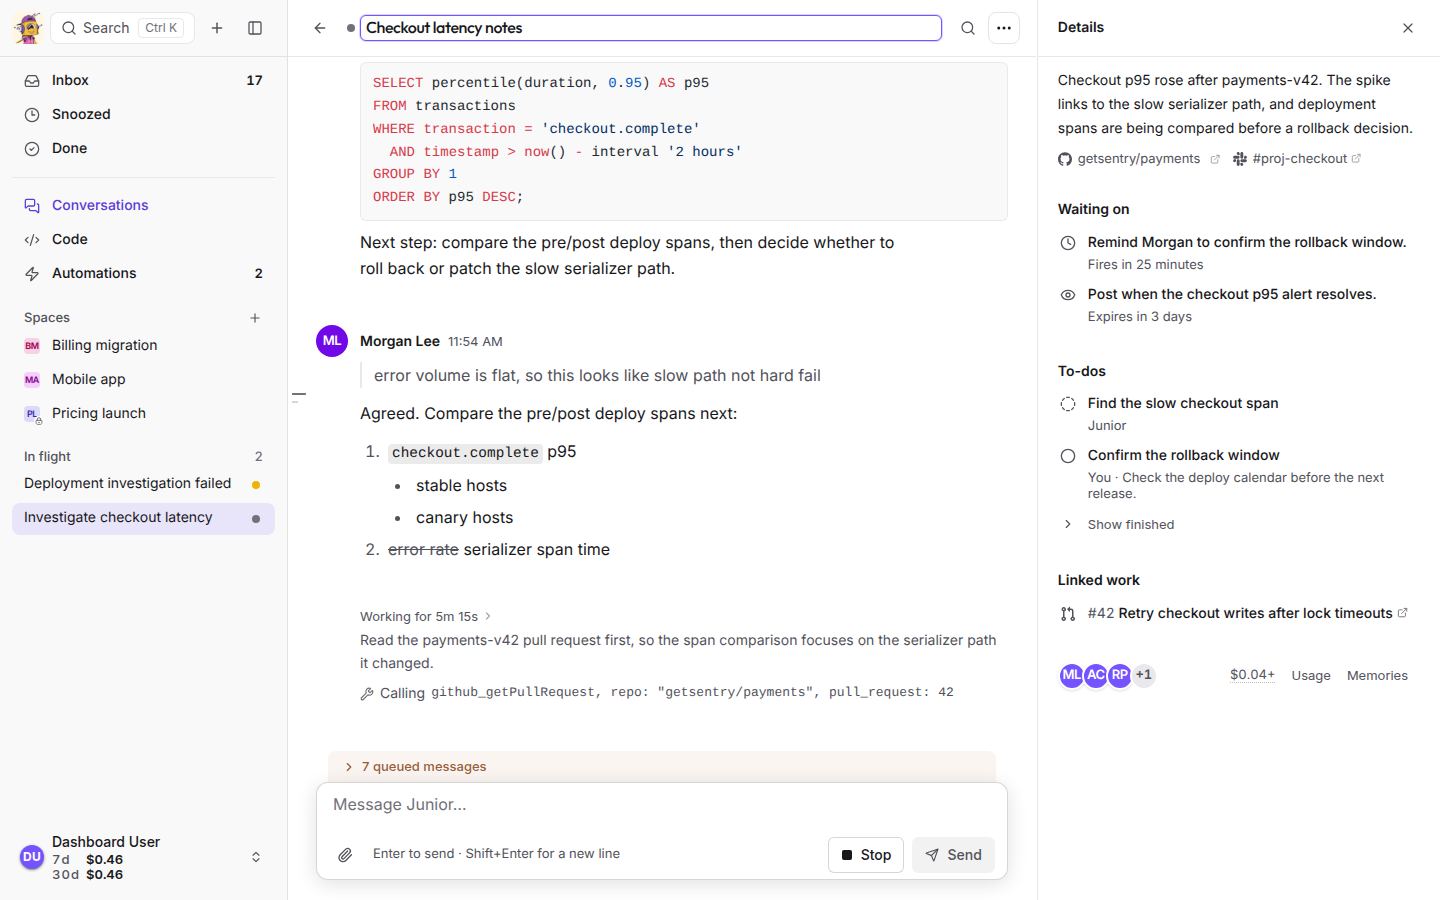 Search Ctrl K
Inbox 17
Snoozed
Done
Conversations
Code
Automations 2
Spaces
BM Billing migration
MA Mobile app
PL Pricing launch
In flight 2
Deployment investigation failed
Investigate checkout latency
DU Dashboard User
7d $0.46
30d $0.46
Checkout latency notes
SELECT percentile(duration, 0.95) AS p95
FROM transactions
WHERE transaction = 'checkout.complete'
AND timestamp > now() - interval '2 hours'
GROUP BY 1
ORDER BY p95 DESC;
Next step: compare the pre/post deploy spans, then decide whether to
roll back or patch the slow serializer path.
ML Morgan Lee 11:54 AM
error volume is flat, so this looks like slow path not hard fail
Agreed. Compare the pre/post deploy spans next:
1. checkout.complete p95
• stable hosts
• canary hosts
2. error rate serializer span time
Working for 5m 15s
Read the payments-v42 pull request first, so the span comparison focuses on the serializer path
it changed.
Calling github_getPullRequest, repo: "getsentry/payments", pull_request: 42
7 queued messages
Message Junior...
Enter to send · Shift+Enter for a new line
Stop
Send
Details
Checkout p95 rose after payments-v42. The spike
links to the slow serializer path, and deployment
spans are being compared before a rollback decision.
getsentry/payments #proj-checkout
Waiting on
Remind Morgan to confirm the rollback window.
Fires in 25 minutes
Post when the checkout p95 alert resolves.
Expires in 3 days
To-dos
Find the slow checkout span
Junior
Confirm the rollback window
You · Check the deploy calendar before the next
release.
Show finished
Linked work
#42 Retry checkout writes after lock timeouts
ML AC RP +1 $0.04+ Usage Memories